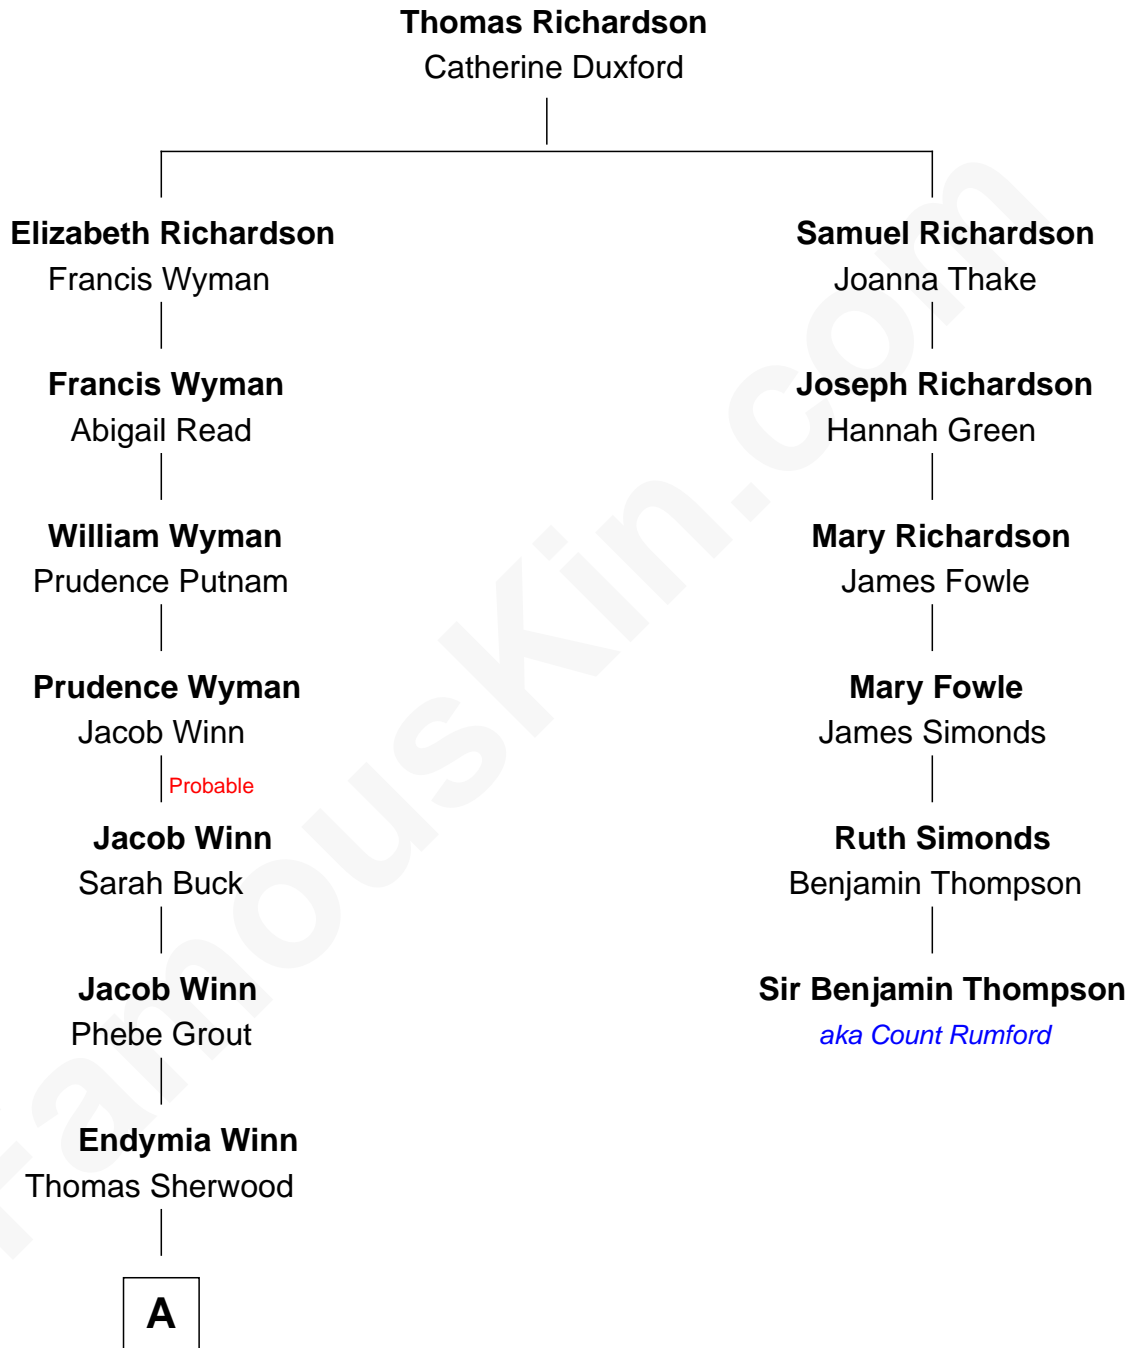 Thomas Richardson
Catherine Duxford
Elizabeth Richardson
Francis Wyman
Samuel Richardson
Joanna Thake
Francis Wyman
Abigail Read
Joseph Richardson
Hannah Green
William Wyman
Prudence Putnam
Mary Richardson
James Fowle
Prudence Wyman
Jacob Winn
Mary Fowle
James Simonds
Probable
Jacob Winn
Sarah Buck
Ruth Simonds
Benjamin Thompson
Jacob Winn
Phebe Grout
Sir Benjamin Thompson
aka Count Rumford
Endymia Winn
Thomas Sherwood
A
FamousKin.com